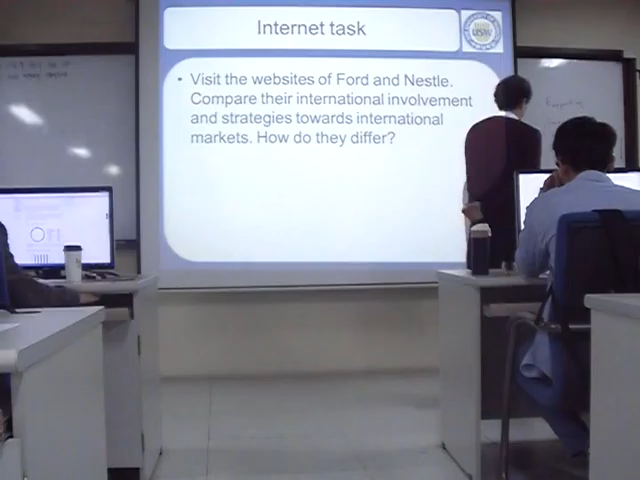 Internet task
• Visit the websites of Ford and Nestle.
Compare their international involvement
and strategies towards international
markets. How do they differ?